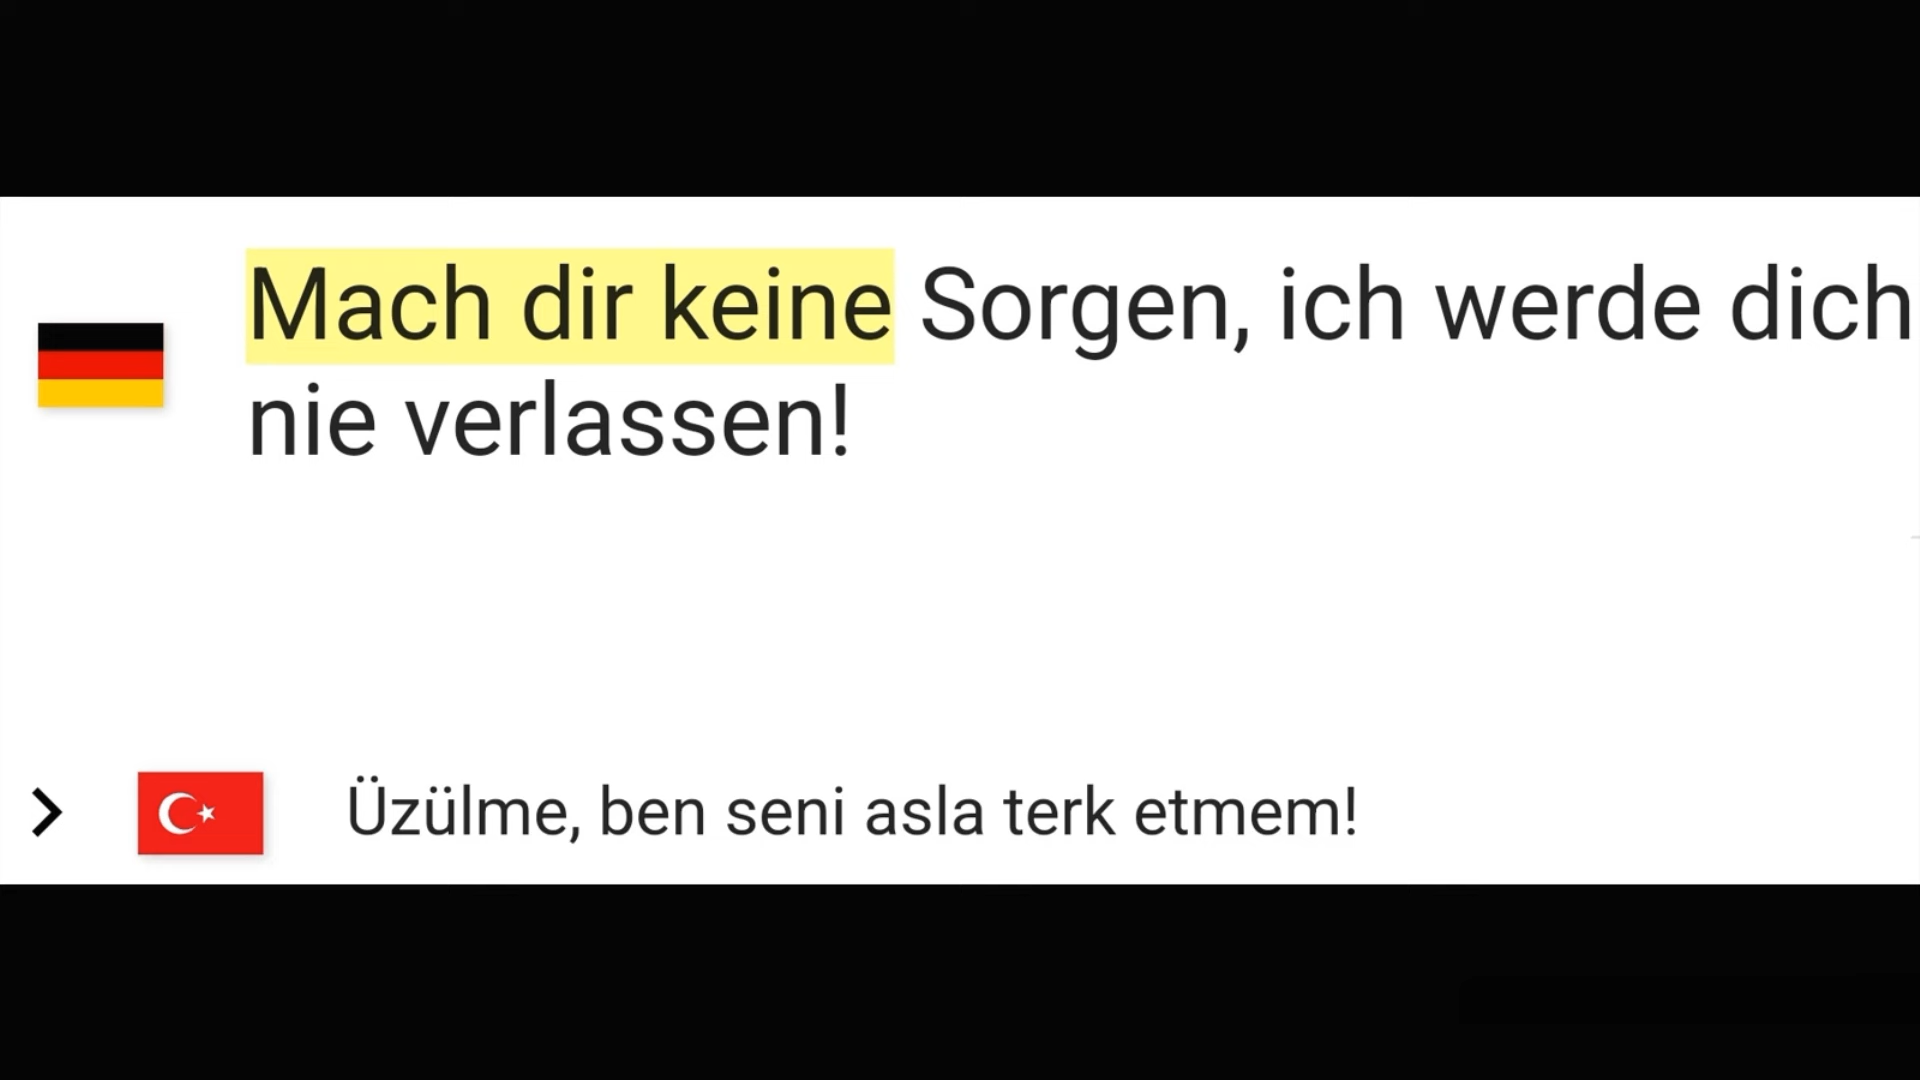 Mach dir keine Sorgen, ich werde dich
nie verlassen!
Üzülme, ben seni asla terk etmem!